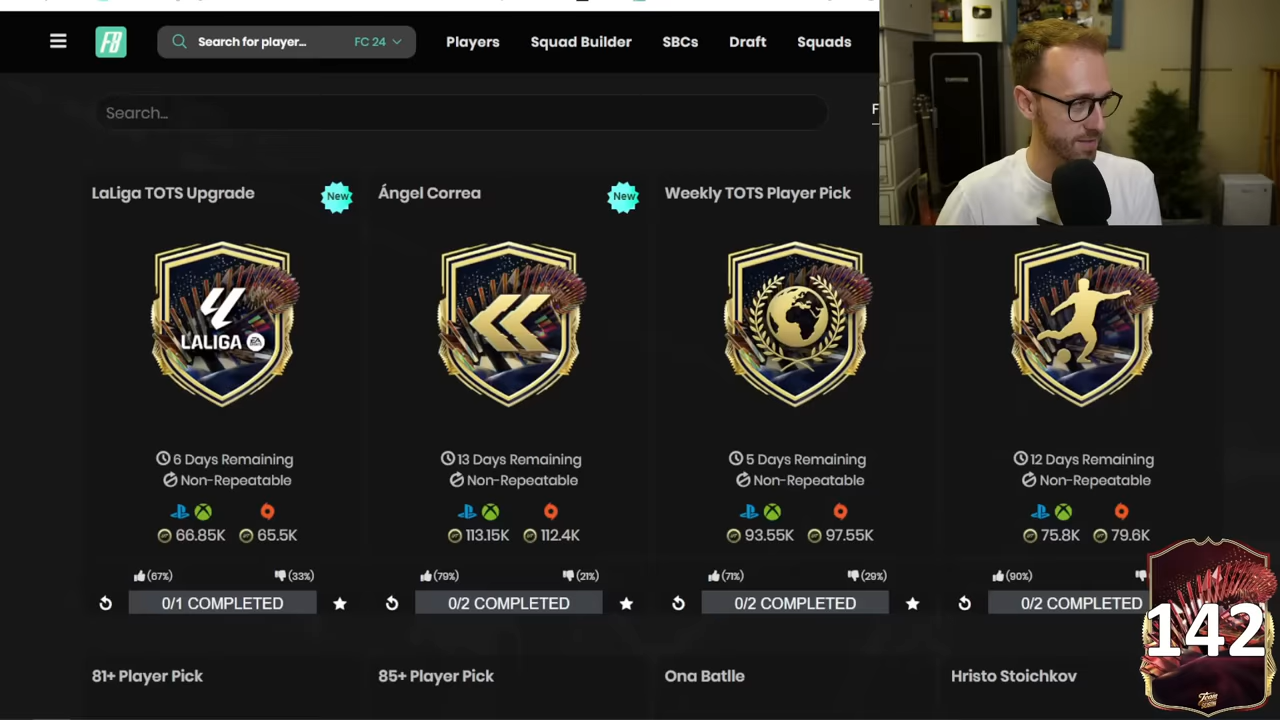 FB
Search for player...
FC 24
Players
Squad Builder
SBCs
Draft
Squads
Search...
F
LaLiga TOTS Upgrade
New
Ángel Correa
New
Weekly TOTS Player Pick
LALIGA EA
6 Days Remaining
Non-Repeatable
66.85K
65.5K
(67%)
(33%)
0/1 COMPLETED
13 Days Remaining
Non-Repeatable
113.15K
112.4K
(79%)
(21%)
0/2 COMPLETED
5 Days Remaining
Non-Repeatable
93.55K
97.55K
(71%)
(29%)
0/2 COMPLETED
12 Days Remaining
Non-Repeatable
75.8K
79.6K
(90%)
0/2 COMPLETED
142
81+ Player Pick
85+ Player Pick
Ona Batlle
Hristo Stoichkov